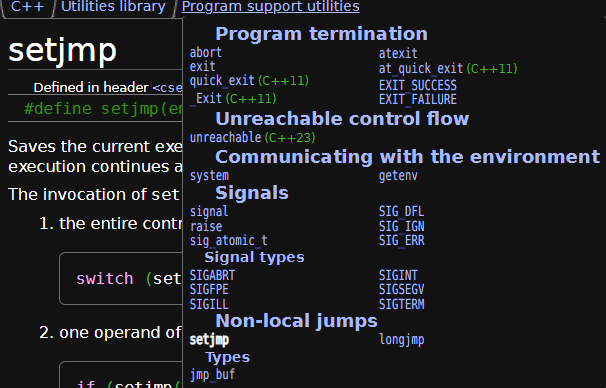 C++ / Utilities library / Program support utilities
setjmp
Defined in header <cse
#define setjmp(en
Saves the current exe
execution continues a
The invocation of set
1. the entire contr
switch (set
2. one operand of
if (setjmp(
Program termination
abort atexit
exit at_quick_exit (C++11)
quick_exit (C++11) EXIT_SUCCESS
_Exit (C++11) EXIT_FAILURE
Unreachable control flow
unreachable (C++23)
Communicating with the environment
system getenv
Signals
signal SIG_DFL
raise SIG_IGN
sig_atomic_t SIG_ERR
Signal types
SIGABRT SIGINT
SIGFPE SIGSEGV
SIGILL SIGTERM
Non-local jumps
setjmp longjmp
Types
jmp_buf